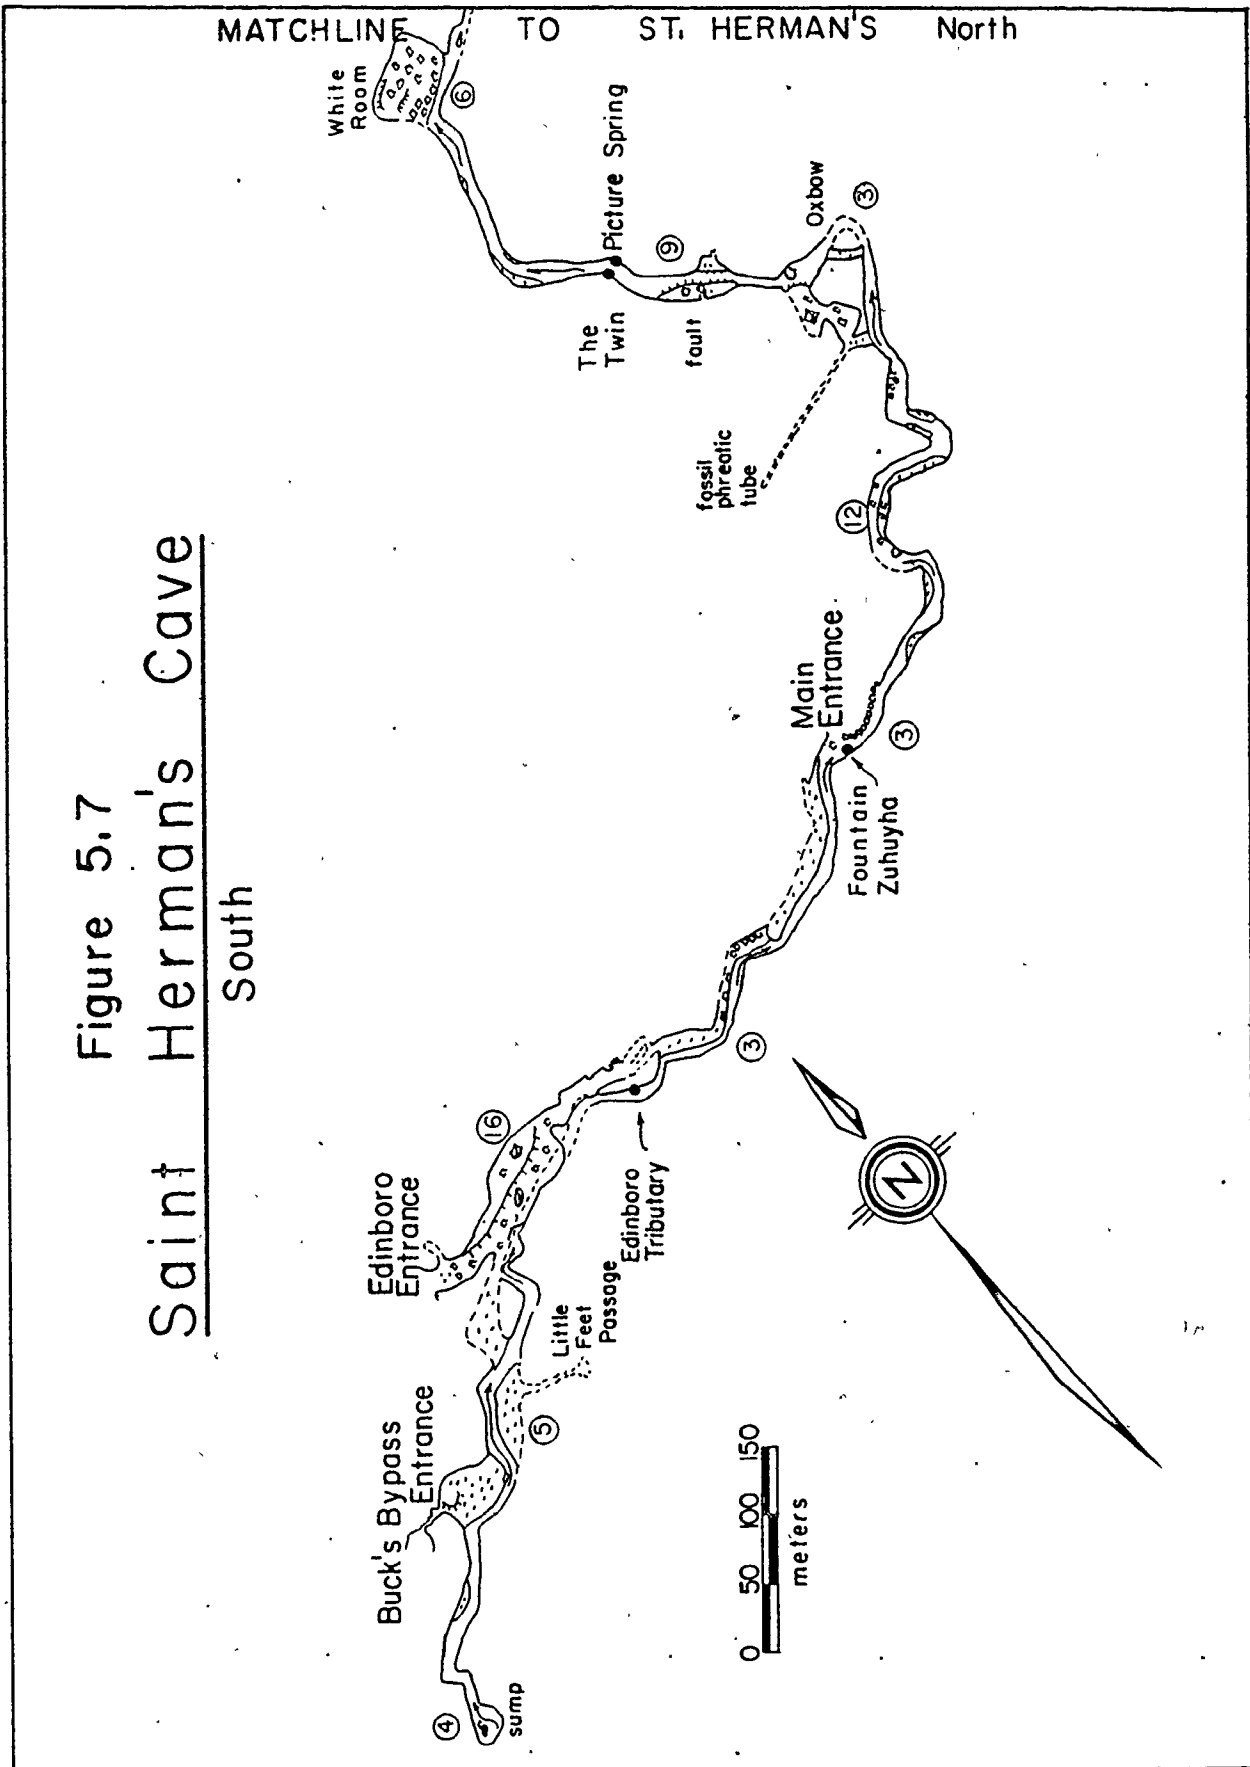 Figure 5.7
Saint Herman's Cave
South
MATCHLINE TO ST. HERMAN'S North
White
Room
6
Picture Spring
The
Twin
9
fault
Oxbow
3
fossil
phreatic
tube
12
Main
Entrance
3
Fountain
Zuhuyha
3
16
Edinboro
Tributary
Edinboro
Entrance
Little
Feet
Passage
5
Buck's Bypass
Entrance
4
sump
N
0 50 100 150
meters